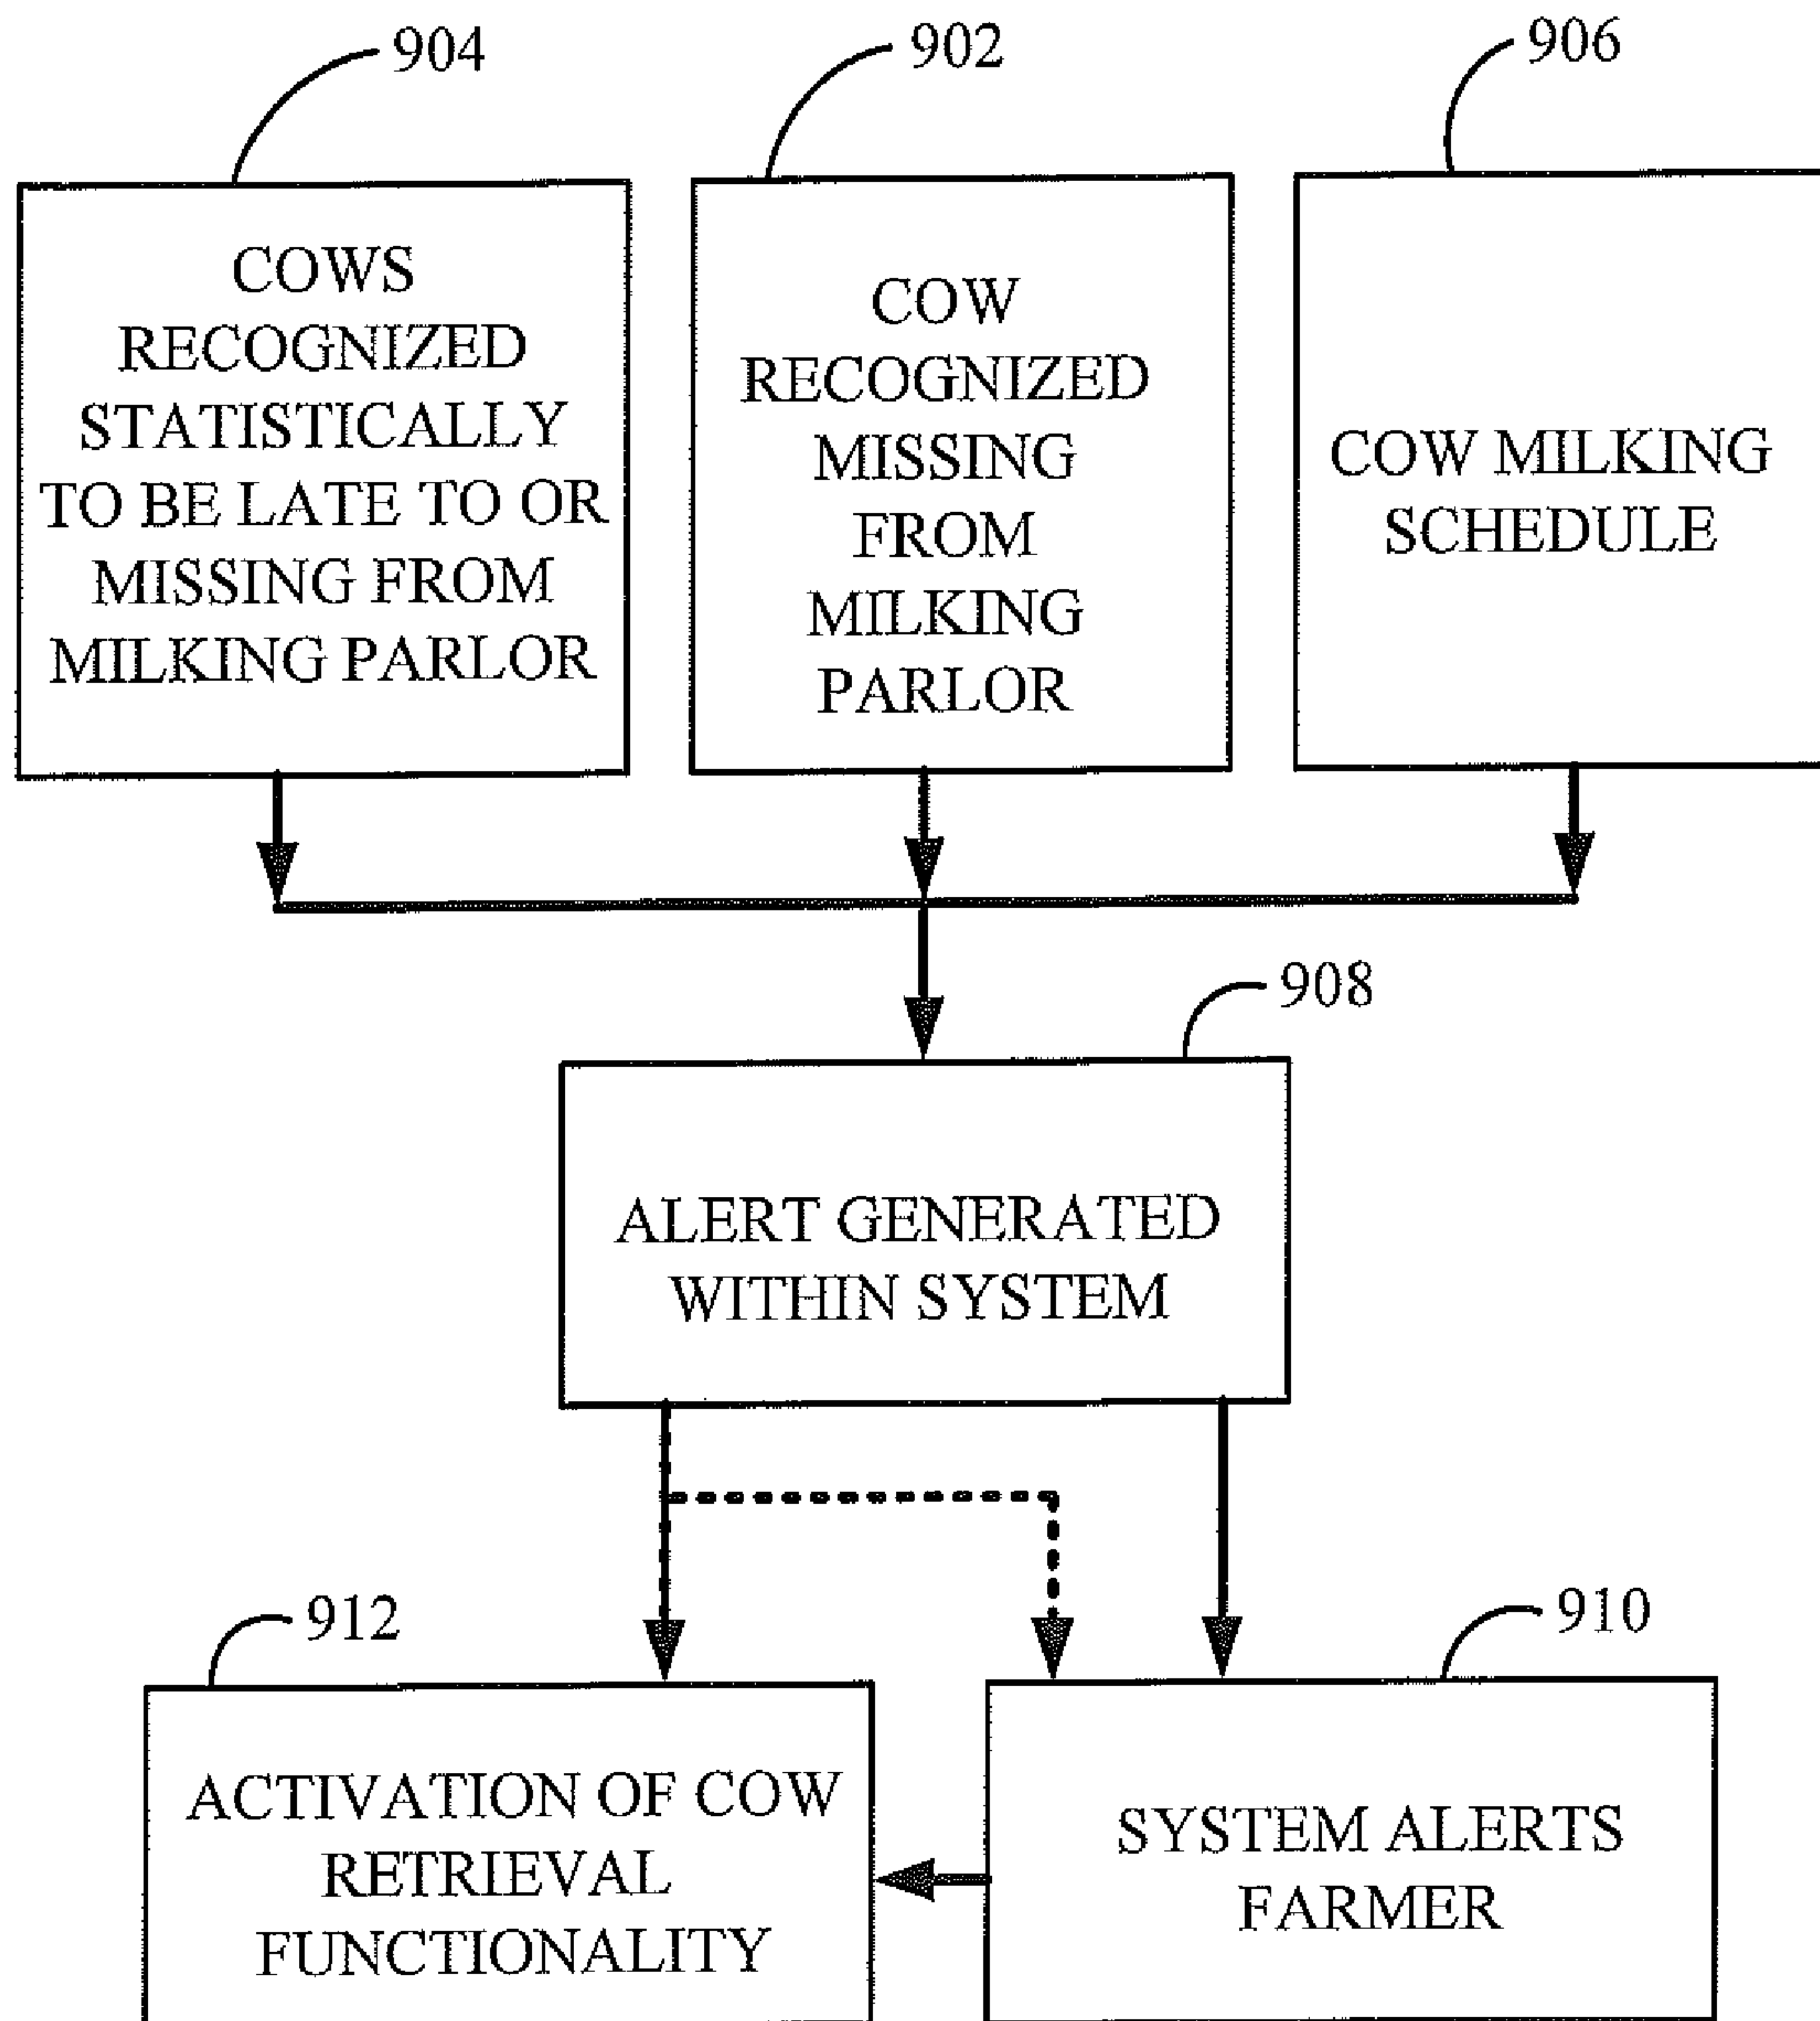 904
902
906
COWS
RECOGNIZED
STATISTICALLY
TO BE LATE TO OR
MISSING FROM
MILKING PARLOR
COW
RECOGNIZED
MISSING
FROM
MILKING
PARLOR
COW MILKING
SCHEDULE
908
ALERT GENERATED
WITHIN SYSTEM
912
910
ACTIVATION OF COW
RETRIEVAL
FUNCTIONALITY
SYSTEM ALERTS
FARMER